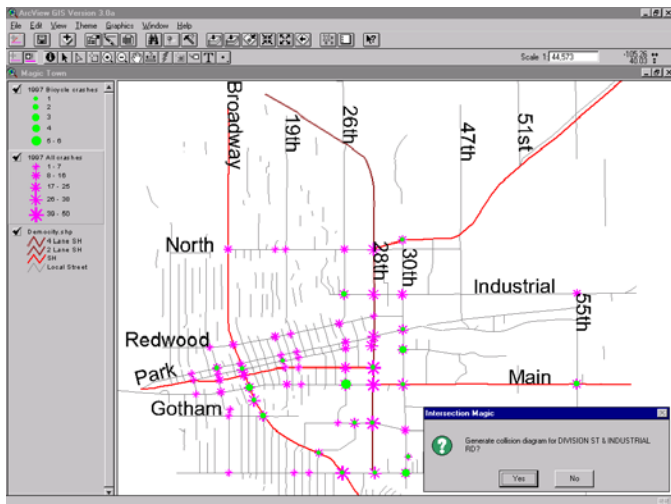 ArcView GIS Version 3.0a
File Edit View Theme Graphics Window Help
Scale 1: 44,573
-105.26
40.03
Magic Town
1997 Bicycle crashes
1
2
3
4
5 - 6
1997 All crashes
1 - 7
8 - 16
17 - 25
26 - 38
39 - 50
Democity.shp
4 Lane SH
2 Lane SH
SH
Local Street
Broadway
19th
26th
47th
51st
North
28th
30th
Industrial
55th
Redwood
Park
Main
Gotham
Intersection Magic
Generate collision diagram for DIVISION ST & INDUSTRIAL
RD?
Yes No